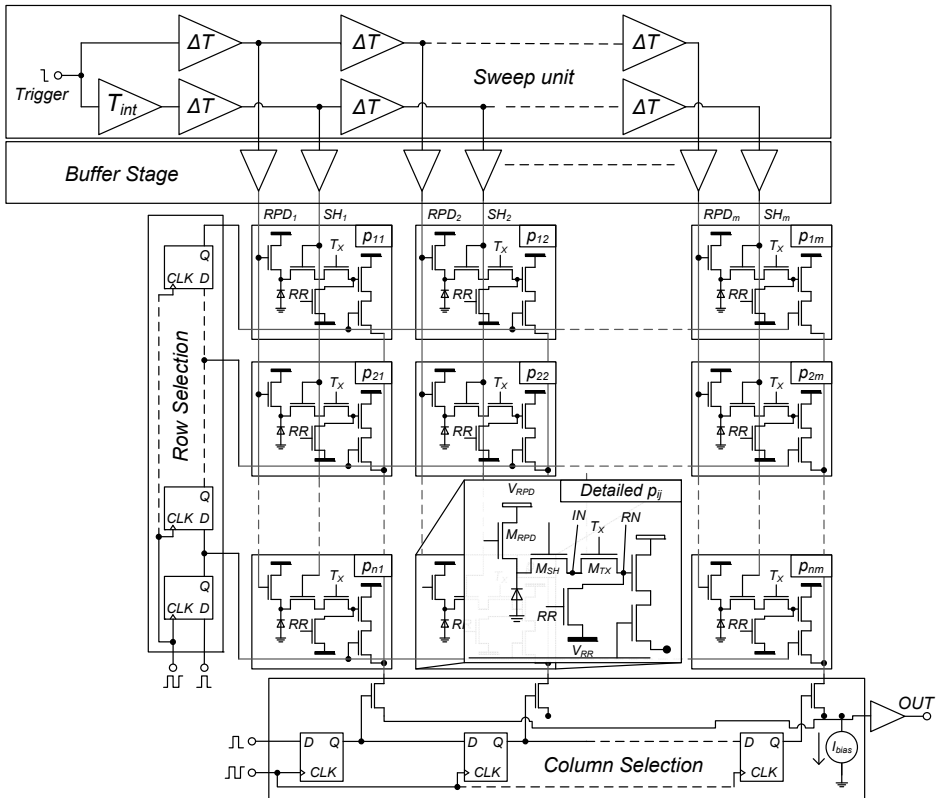 ΔT ΔT ΔT
Trigger
Sweep unit
T_int ΔT ΔT ΔT
Buffer Stage
RPD_1 SH_1 RPD_2 SH_2 RPD_m SH_m
p_11 p_12 p_1m
Q T_X T_X T_X
CLK D RR RR RR
Row Selection
p_21 p_22 p_2m
T_X T_X T_X
RR RR RR
Q
CLK D
V_RPD Detailed p_ij
IN T_X RN
M_RPD
M_SH M_TX
RR
V_RR
p_n1 p_nm
Q T_X T_X
CLK D RR RR
OUT
D Q D Q D Q
I_bias
CLK CLK CLK
Column Selection